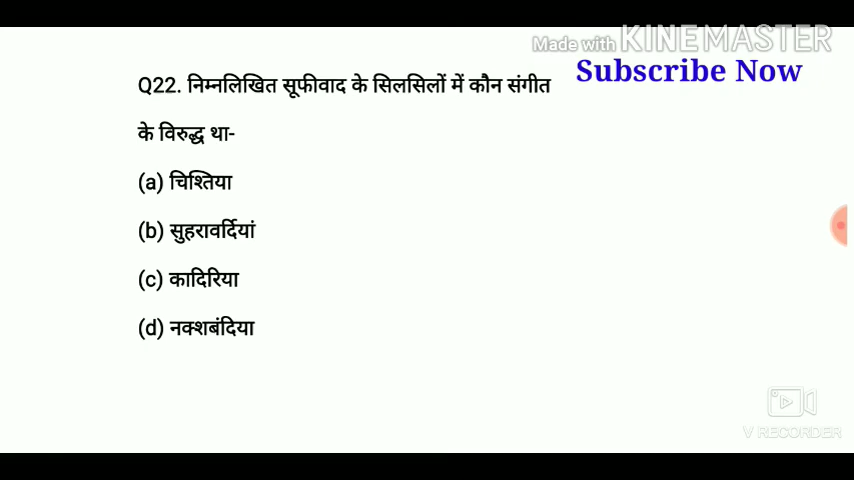 Made with KINEMASTER
Subscribe Now
Q22. निम्नलिखित सूफीवाद के सिलसिलों में कौन संगीत
के विरुद्ध था-
(a) चिश्तिया
(b) सुहरावर्दियां
(c) कादिरिया
(d) नक्शबंदिया
V RECORDER